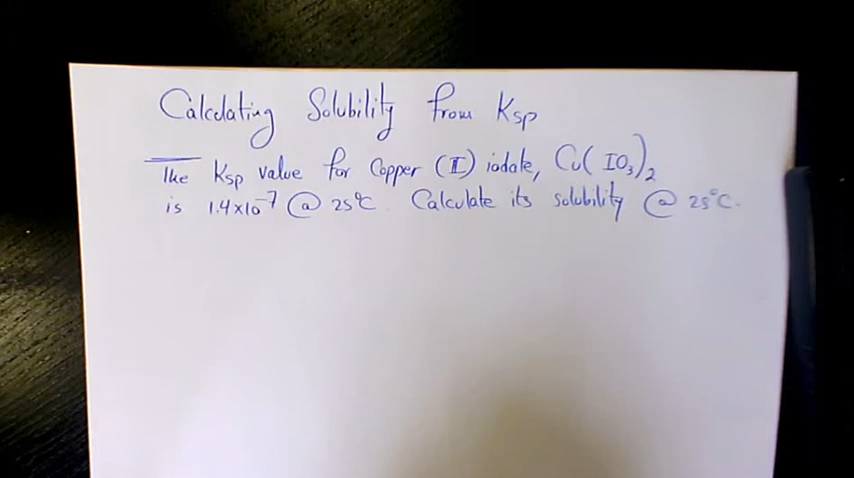 Calculating Solubility from Ksp
The Ksp value for Copper (II) iodate, Cu(IO3)2
is 1.4x10-7 @ 25°C. Calculate its solubility @ 25°C.